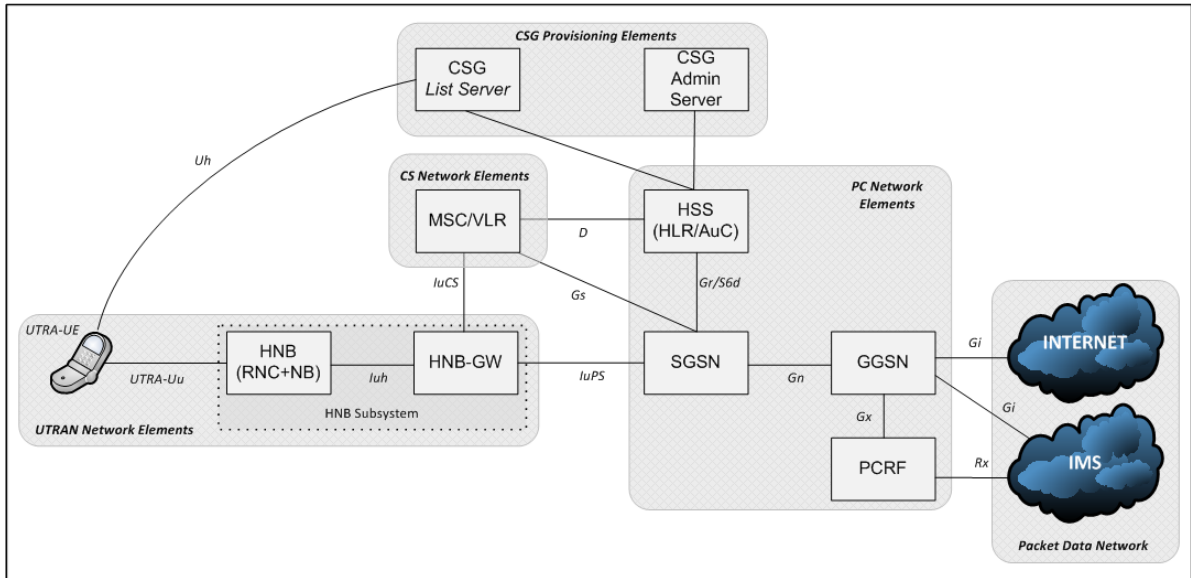 CSG Provisioning Elements
CSG
List Server
CSG
Admin
Server
Uh
CS Network Elements
MSC/VLR
D
PC Network
Elements
HSS
(HLR/AuC)
IuCS
Gs
Gr/S6d
UTRA-UE
UTRA-Uu
HNB
(RNC+NB)
Iuh
HNB-GW
HNB Subsystem
UTRAN Network Elements
IuPS
SGSN
Gn
GGSN
Gi
INTERNET
Gx
Gi
PCRF
Rx
IMS
Packet Data Network